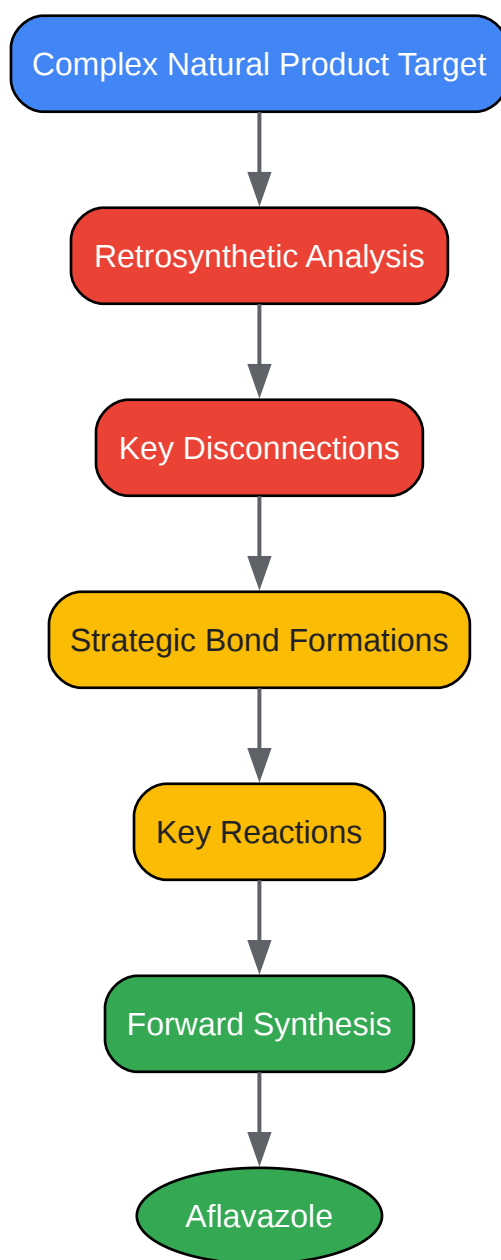 Complex Natural Product Target
Retrosynthetic Analysis
Key Disconnections
Strategic Bond Formations
Key Reactions
Forward Synthesis
Aflavazole